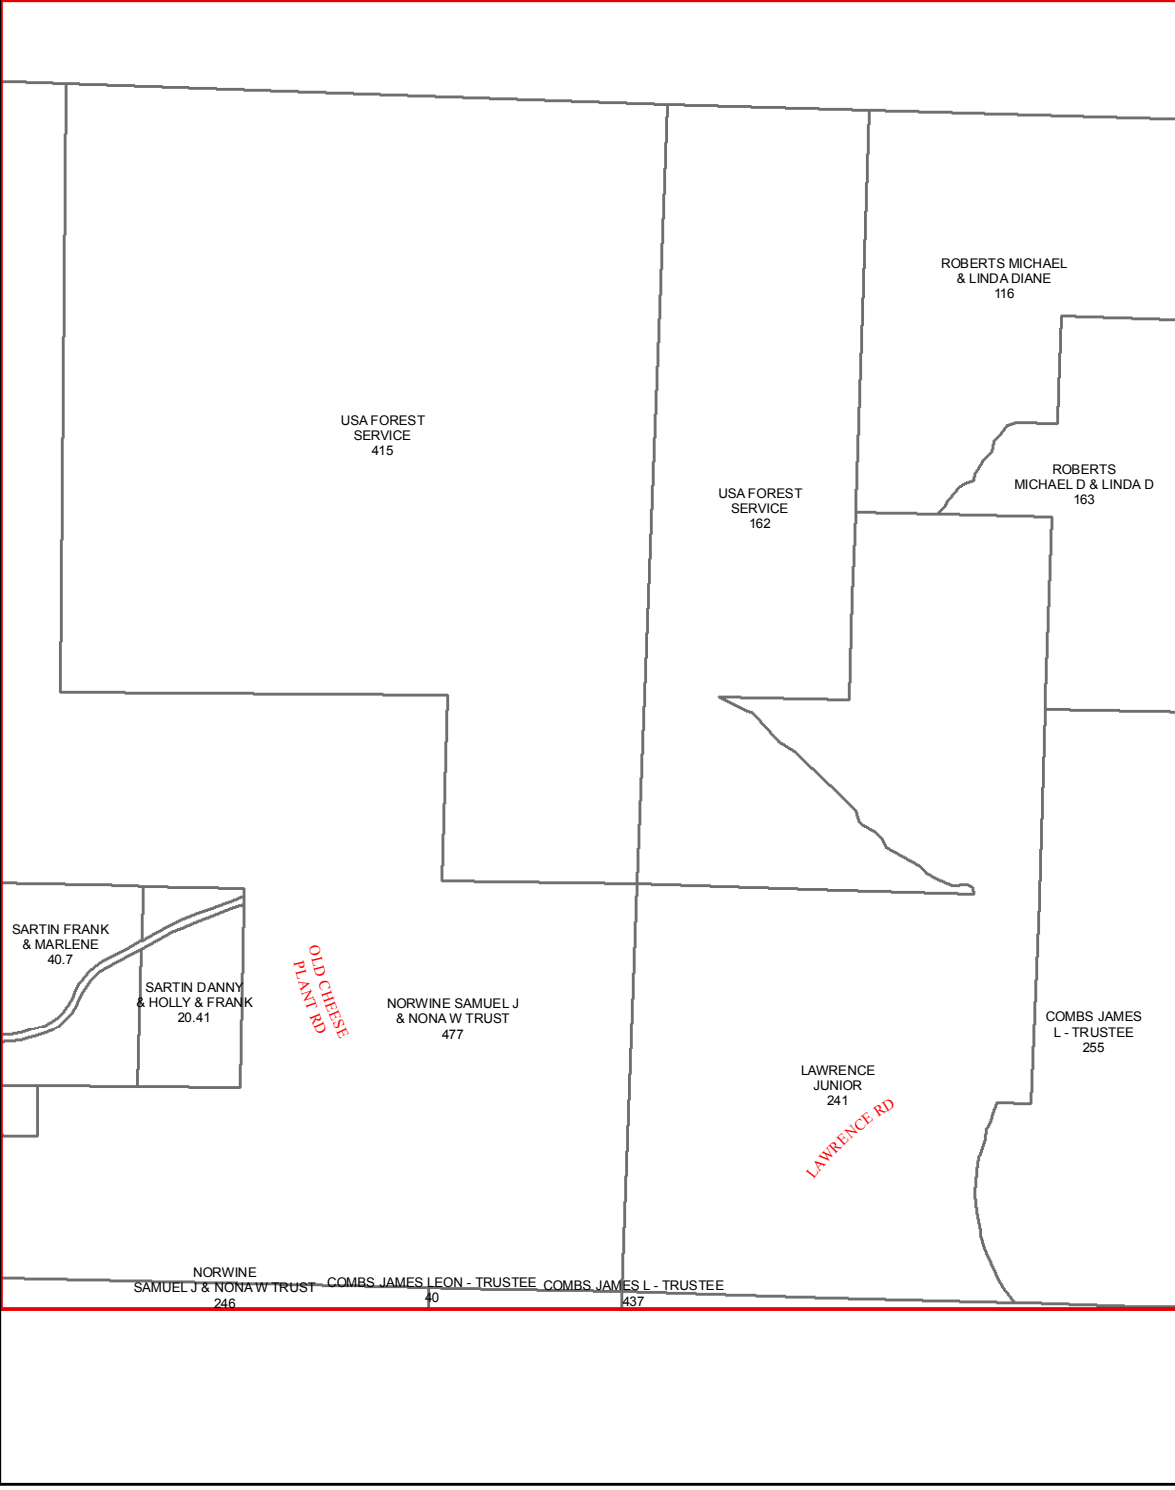 ROBERTS MICHAEL
& LINDA DIANE
116
USA FOREST
SERVICE
415
ROBERTS
MICHAEL D & LINDA D
163
USA FOREST
SERVICE
162
SARTIN FRANK
& MARLENE
40.7
SARTIN DANNY
& HOLLY & FRANK
20.41
OLD CHEESE
PLANT RD
NORWINE SAMUEL J
& NONA W TRUST
477
COMBS JAMES
L - TRUSTEE
255
LAWRENCE
JUNIOR
241
LAWRENCE RD
NORWINE
SAMUEL J & NONA W TRUST
246
COMBS JAMES LEON - TRUSTEE
40
COMBS JAMES L - TRUSTEE
437